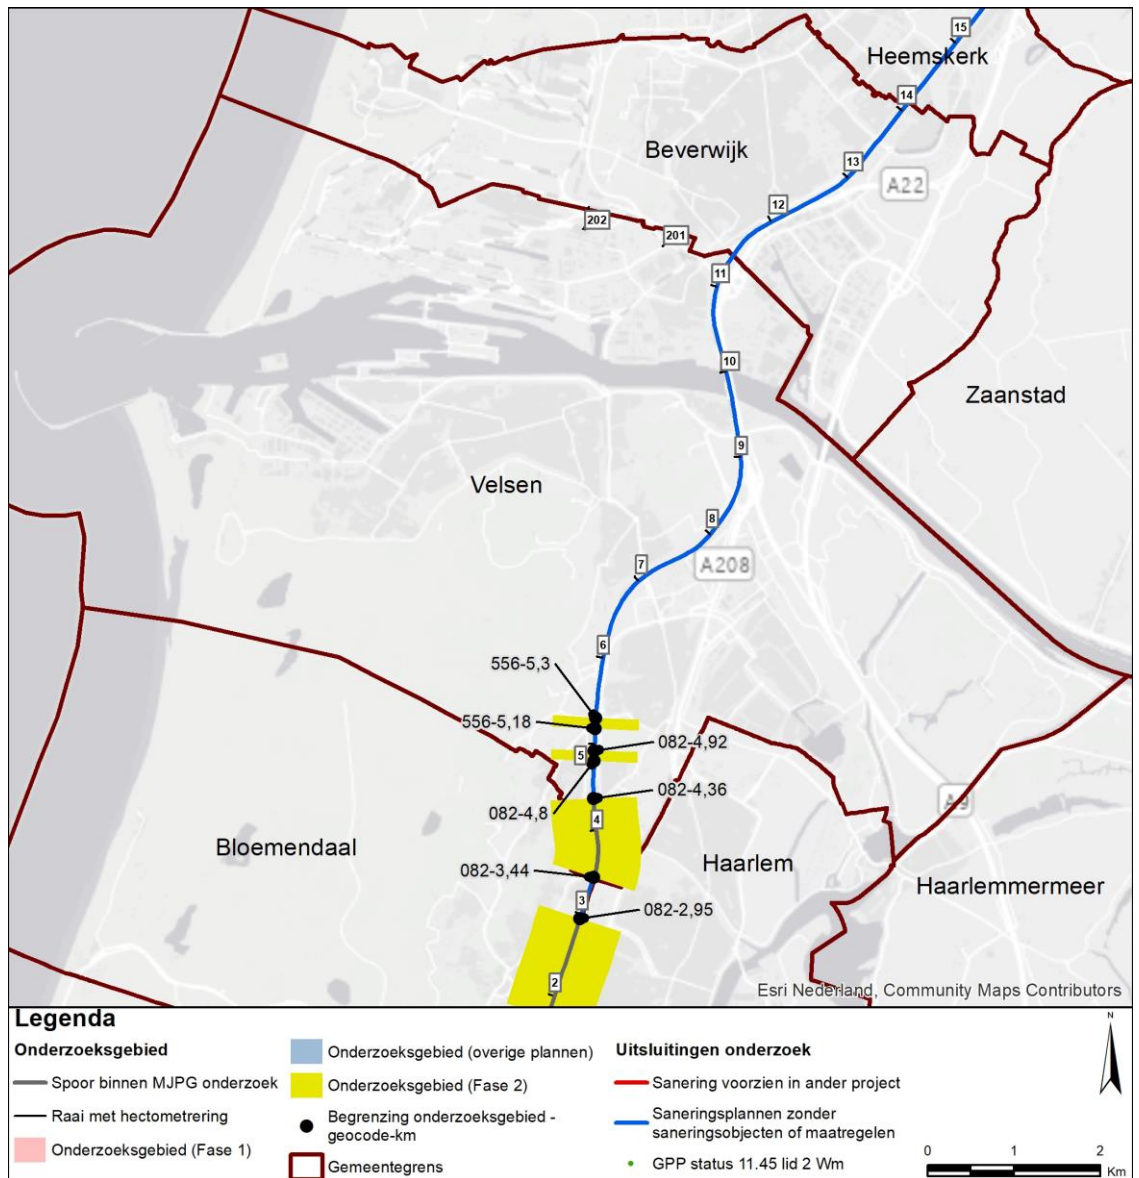 15
Heemskerk
14
Beverwijk
13
A22
12
202
201
11
10
Zaanstad
9
Velsen
8
A208
7
6
556-5,3
556-5,18
082-4,92
5
082-4,36
A9
082-4,8
4
Bloemendaal
Haarlem
082-3,44
Haarlemmermeer
3
082-2,95
2
Esri Nederland, Community Maps Contributors
Legenda
Onderzoeksgebied
Spoor binnen MJPG onderzoek
Raai met hectometrering
Onderzoeksgebied (Fase 1)
Onderzoeksgebied (overige plannen)
Onderzoeksgebied (Fase 2)
Begrenzing onderzoeksgebied -
geocode-km
Gemeentegrens
Uitsluitingen onderzoek
Sanering voorzien in ander project
Saneringsplannen zonder
saneringsobjecten of maatregelen
GPP status 11.45 lid 2 Wm
N
0 1 2
Km